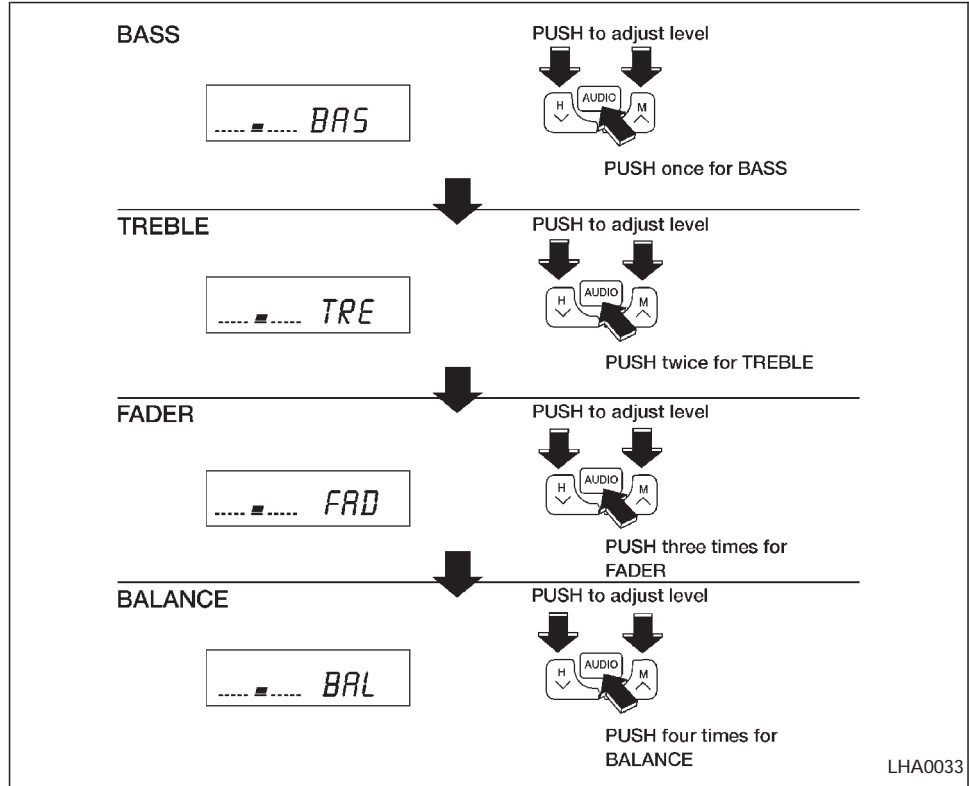 BASS
PUSH to adjust level
H AUDIO M
----- BAS
PUSH once for BASS
TREBLE
PUSH to adjust level
H AUDIO M
----- TRE
PUSH twice for TREBLE
FADER
PUSH to adjust level
H AUDIO M
----- FAD
PUSH three times for
FADER
BALANCE
PUSH to adjust level
H AUDIO M
----- BAL
PUSH four times for
BALANCE
LHA0033